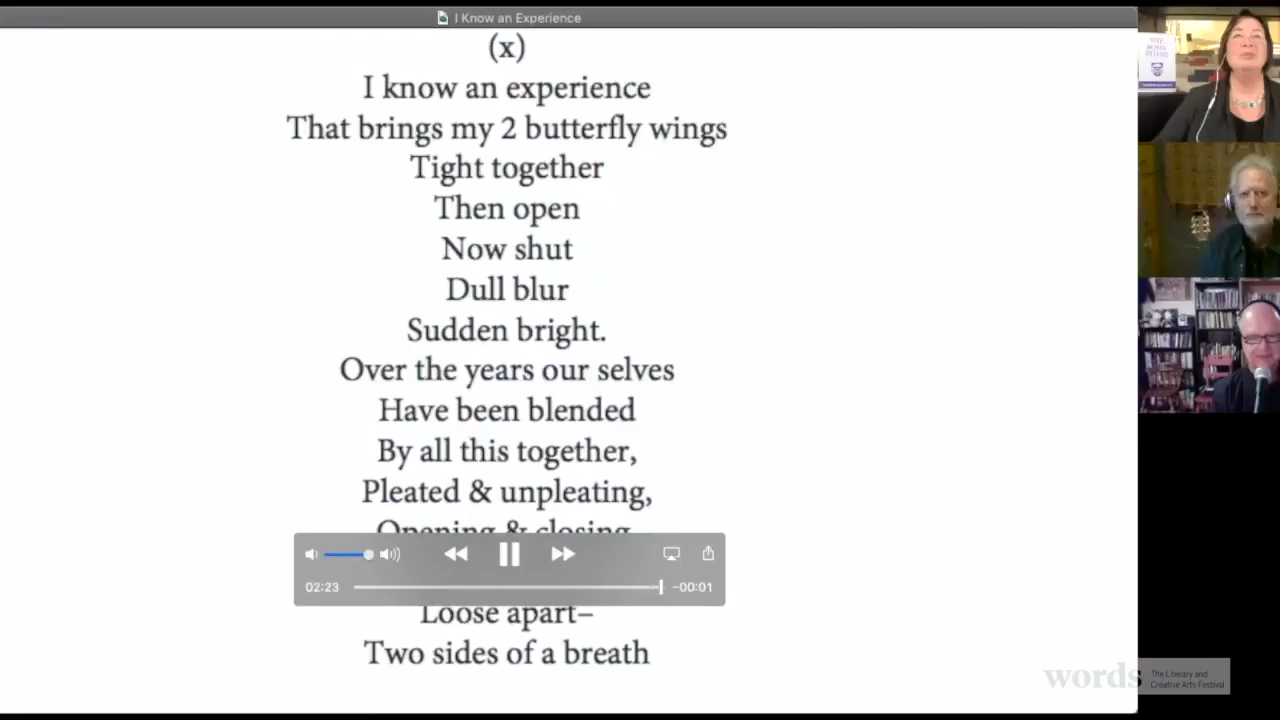 I Know an Experience
(x)
I know an experience
That brings my 2 butterfly wings
Tight together
Then open
Now shut
Dull blur
Sudden bright.
Over the years our selves
Have been blended
By all this together,
Pleated & unpleating,
Opening & closing
02:23
-00:01
Loose apart–
Two sides of a breath
words
The Literary and
Creative Arts Festival